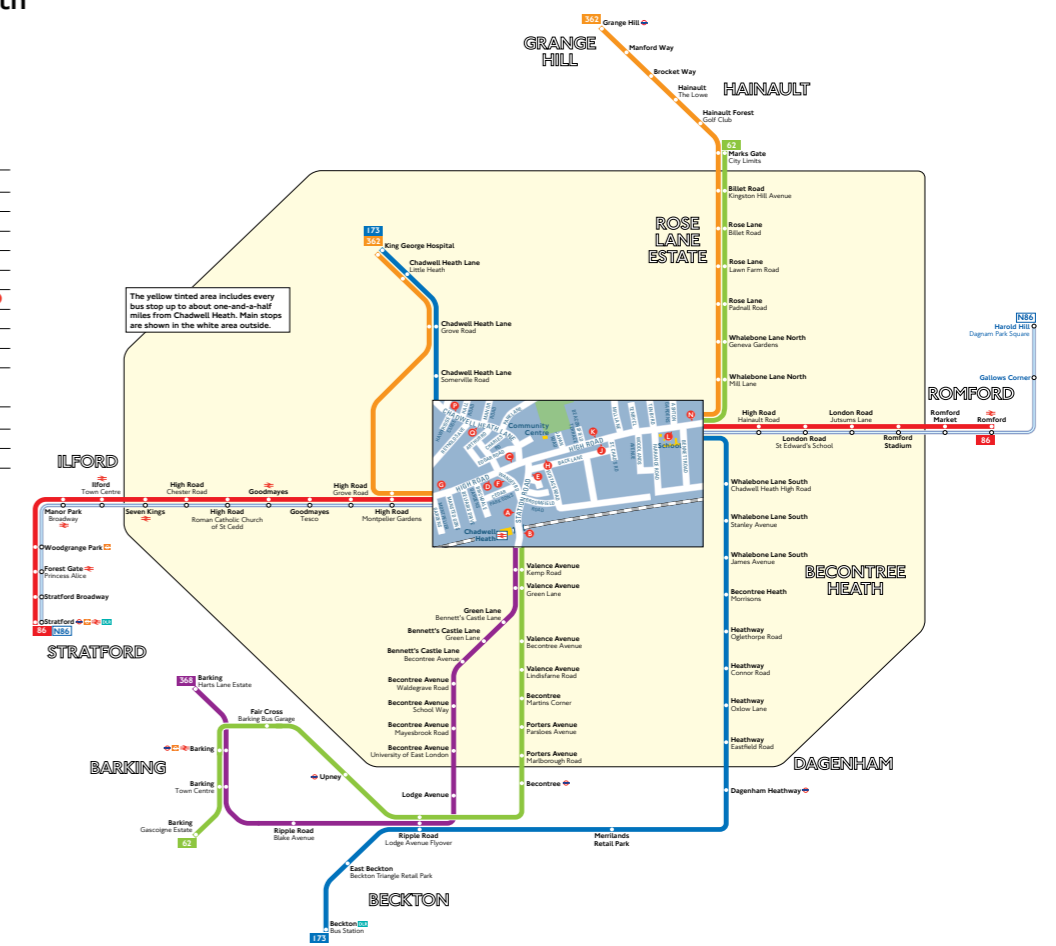 362
Grange Hill
GRANGE
HILL
Manford Way
Brocket Way
HAINAULT
Hainault
The Lowe
Hainault Forest
Golf Club
62
Marks Gate
City Limits
Billet Road
Kingston Hill Avenue
ROSE
LANE
ESTATE
Rose Lane
Billet Road
Rose Lane
Lawn Farm Road
Rose Lane
Padnall Road
Whalebone Lane North
Geneva Gardens
Whalebone Lane North
Mill Lane
173
362
King George Hospital
Chadwell Heath Lane
Little Heath
The yellow tinted area includes every
bus stop up to about one-and-a-half
miles from Chadwell Heath. Main stops
are shown in the white area outside.
Chadwell Heath Lane
Grove Road
Chadwell Heath Lane
Somerville Road
N86
Harold Hill
Dagnam Park Square
Gallows Corner
ROMFORD
High Road
Hainault Road
London Road
Jutsums Lane
Romford
Market
Romford
London Road
St Edward's School
Romford
Stadium
86
P
CHADWELL HEATH LANE
Community
Centre
N
K
L
School
Q
C
J
HIGH ROAD
BACK LANE
H
E
G
HIGH ROAD
D
F
STATION ROAD
A
B
Chadwell
Heath
ILFORD
Ilford
Town Centre
High Road
Chester Road
Goodmayes
High Road
Grove Road
Manor Park
Broadway
Seven Kings
High Road
Roman Catholic Church
of St Cedd
Goodmayes
Tesco
High Road
Montpelier Gardens
Woodgrange Park
Forest Gate
Princess Alice
Stratford Broadway
Stratford
DLR
86
N86
STRATFORD
Whalebone Lane South
Chadwell Heath High Road
Whalebone Lane South
Stanley Avenue
Whalebone Lane South
James Avenue
BECONTREE
HEATH
Becontree Heath
Morrisons
Heathway
Oglethorpe Road
Heathway
Connor Road
Heathway
Oxlow Lane
Heathway
Eastfield Road
DAGENHAM
Dagenham Heathway
Valence Avenue
Kemp Road
Valence Avenue
Green Lane
Green Lane
Bennett's Castle Lane
Bennett's Castle Lane
Green Lane
Valence Avenue
Becontree Avenue
Bennett's Castle Lane
Becontree Avenue
Valence Avenue
Lindisfarne Road
Becontree Avenue
Waldegrave Road
Becontree
Martins Corner
Becontree Avenue
School Way
Becontree Avenue
Mayesbrook Road
Porters Avenue
Parsloes Avenue
Becontree Avenue
University of East London
Porters Avenue
Marlborough Road
Becontree
Lodge Avenue
368
Barking
Harts Lane Estate
Fair Cross
Barking Bus Garage
Barking
BARKING
Upney
Barking
Town Centre
Barking
Gascoigne Estate
62
Ripple Road
Blake Avenue
Ripple Road
Lodge Avenue Flyover
Merrilands
Retail Park
East Beckton
Beckton Triangle Retail Park
BECKTON
Beckton
DLR
Bus Station
173